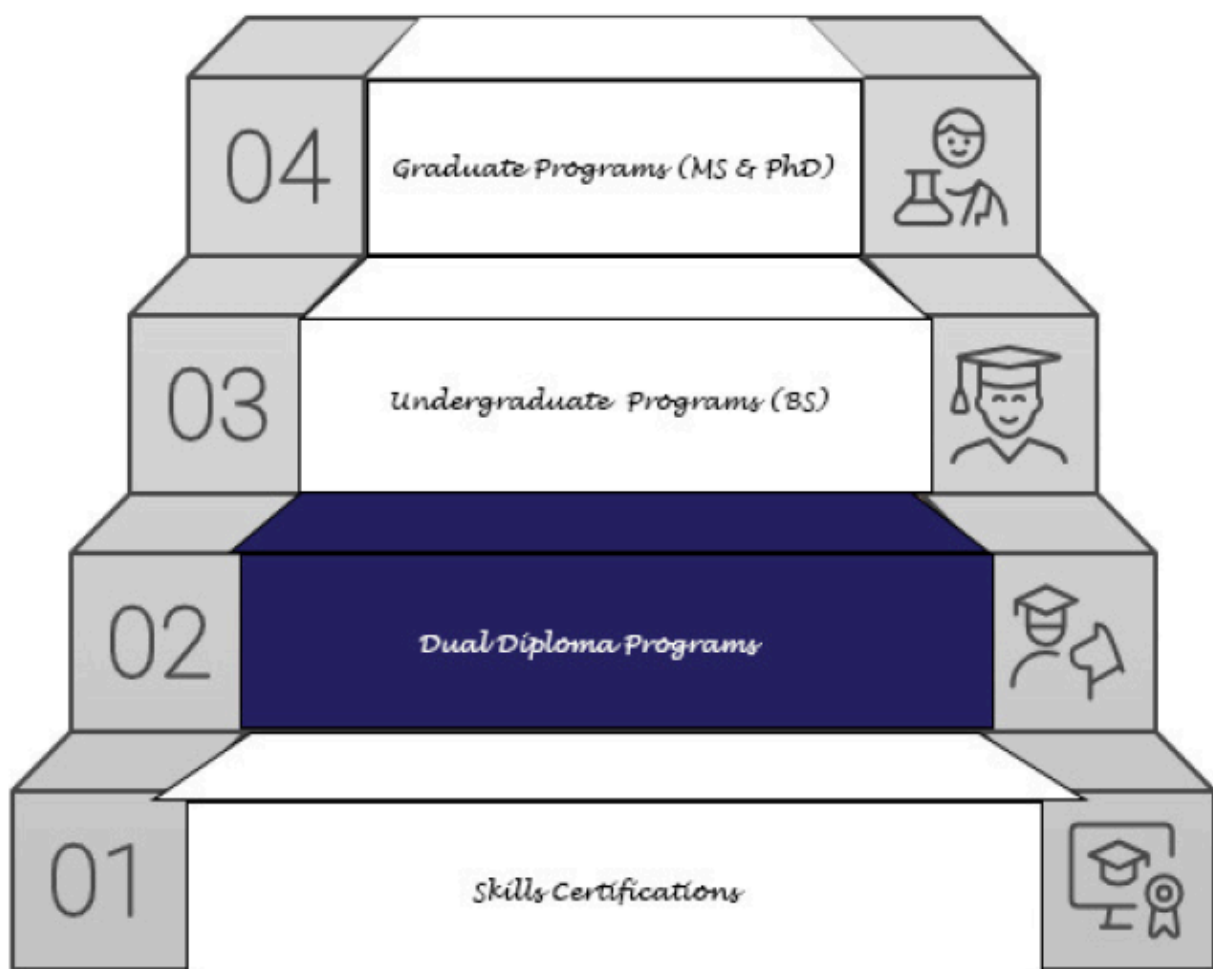 04
Graduate Programs (MS & PhD)
03
Undergraduate Programs (BS)
02
Dual Diploma Programs
01
Skills Certifications